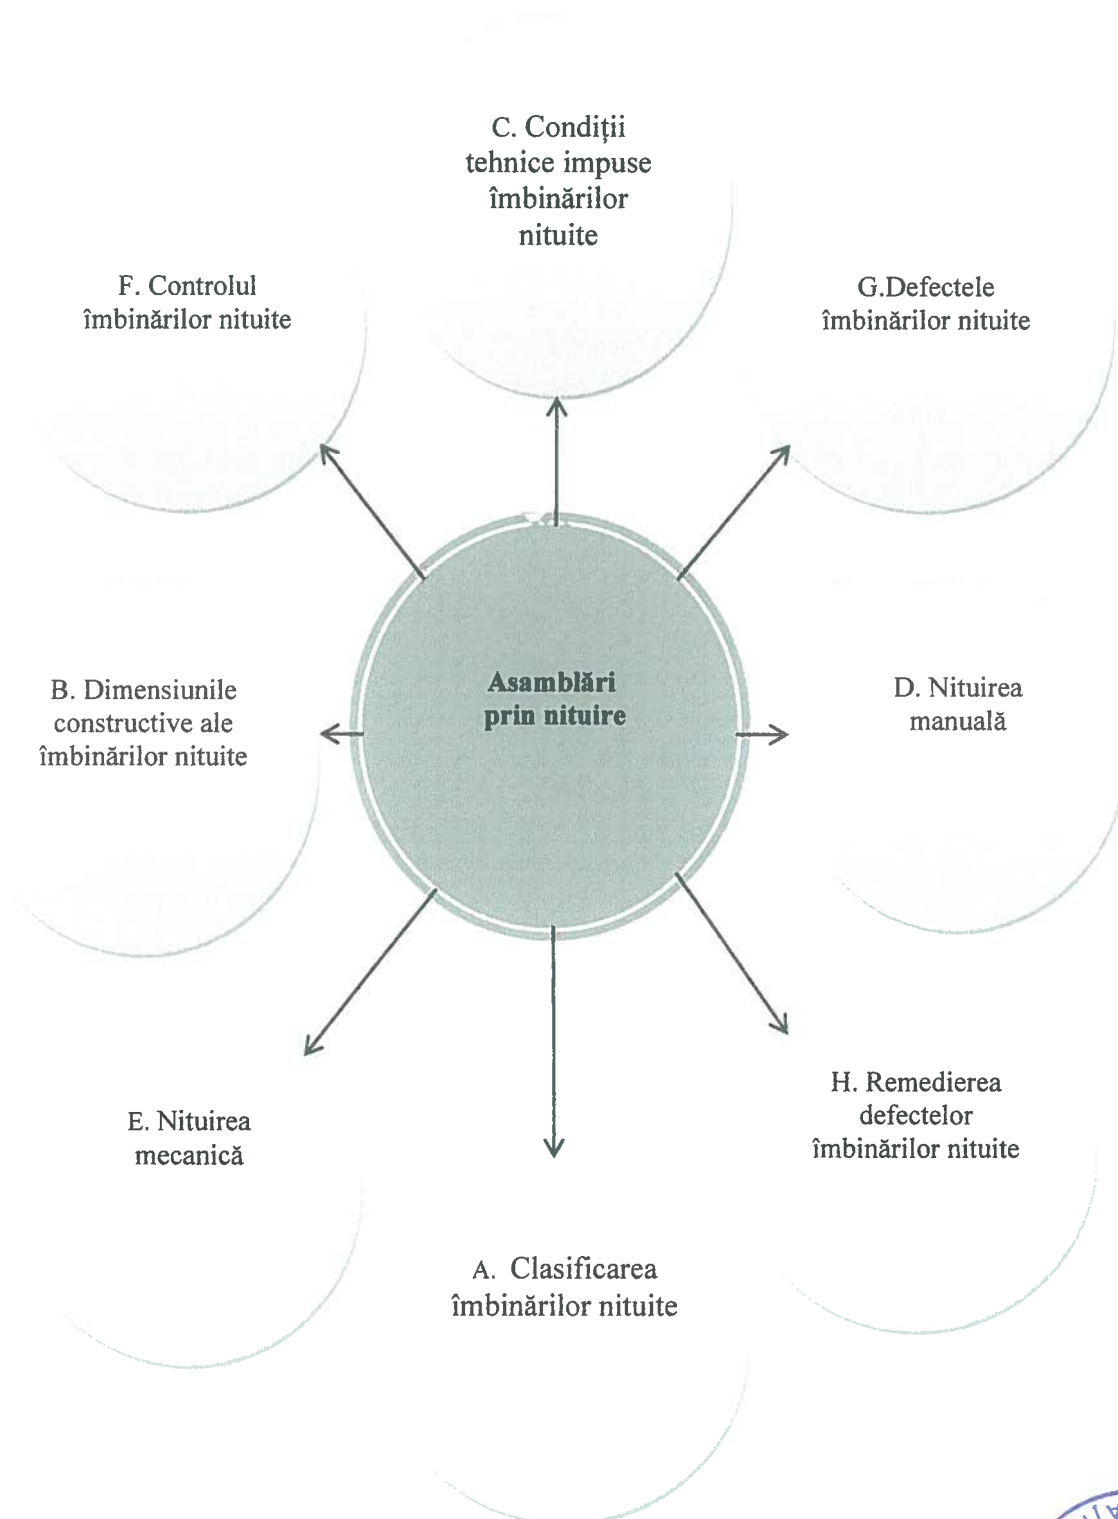 C. Condiții
tehnice impuse
îmbinărilor
nituite
F. Controlul
îmbinărilor nituite
G.Defectele
îmbinărilor nituite
B. Dimensiunile
constructive ale
îmbinărilor nituite
Asamblări
prin nituire
D. Nituirea
manuală
E. Nituirea
mecanică
H. Remedierea
defectelor
îmbinărilor nituite
A. Clasificarea
îmbinărilor nituite